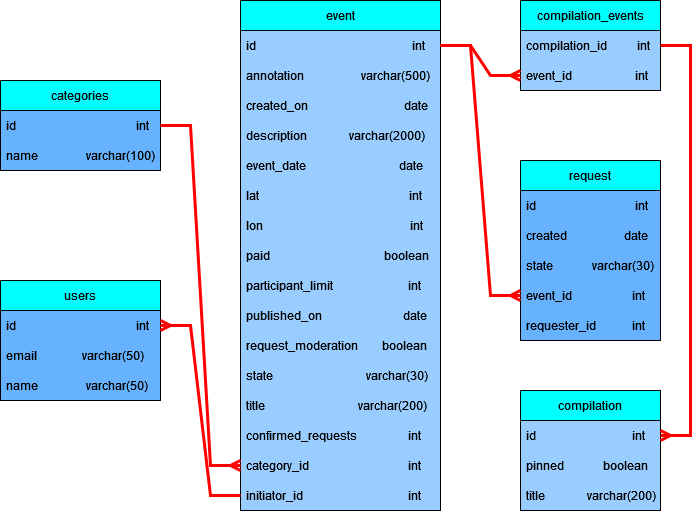 categories
id int
name varchar(100)
users
id int
email varchar(50)
name varchar(50)
event
id int
annotation varchar(500)
created_on date
description varchar(2000)
event_date date
lat int
lon int
paid boolean
participant_limit int
published_on date
request_moderation boolean
state varchar(30)
title varchar(200)
confirmed_requests int
category_id int
initiator_id int
compilation_events
compilation_id int
event_id int
request
id int
created date
state varchar(30)
event_id int
requester_id int
compilation
id int
pinned boolean
title varchar(200)